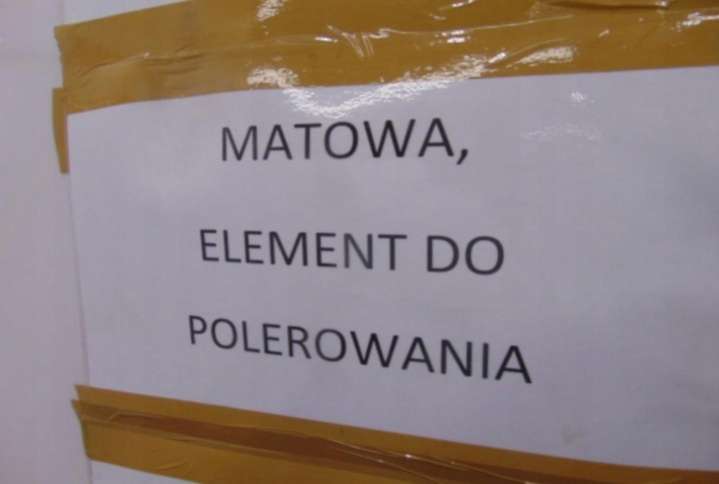 MATOWA,
ELEMENT DO
POLEROWANIA